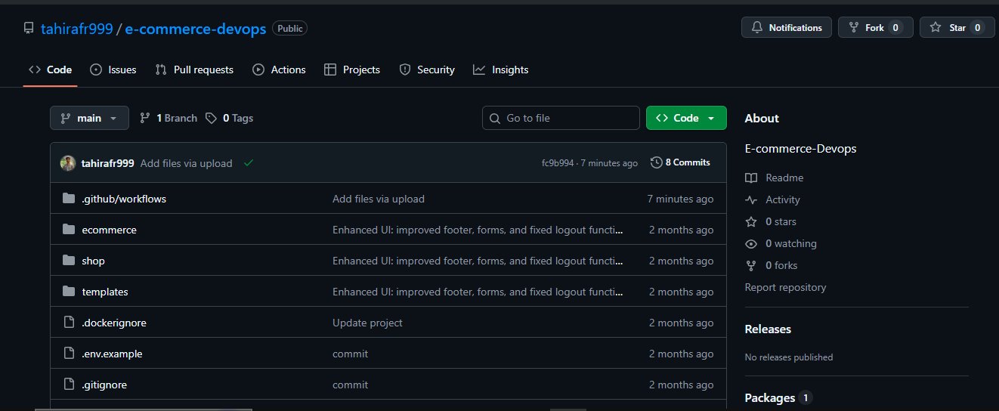 tahirafr999 / e-commerce-devops Public Notifications Fork 0 Star 0
Code Issues Pull requests Actions Projects Security Insights
main 1 Branch 0 Tags Go to file Code
tahirafr999 Add files via upload fc9b994 · 7 minutes ago 8 Commits
.github/workflows Add files via upload 7 minutes ago
ecommerce Enhanced UI: improved footer, forms, and fixed logout functi... 2 months ago
shop Enhanced UI: improved footer, forms, and fixed logout functi... 2 months ago
templates Enhanced UI: improved footer, forms, and fixed logout functi... 2 months ago
.dockerignore Update project 2 months ago
.env.example commit 2 months ago
.gitignore commit 2 months ago
About
E-commerce-Devops
Readme
Activity
0 stars
0 watching
0 forks
Report repository
Releases
No releases published
Packages 1